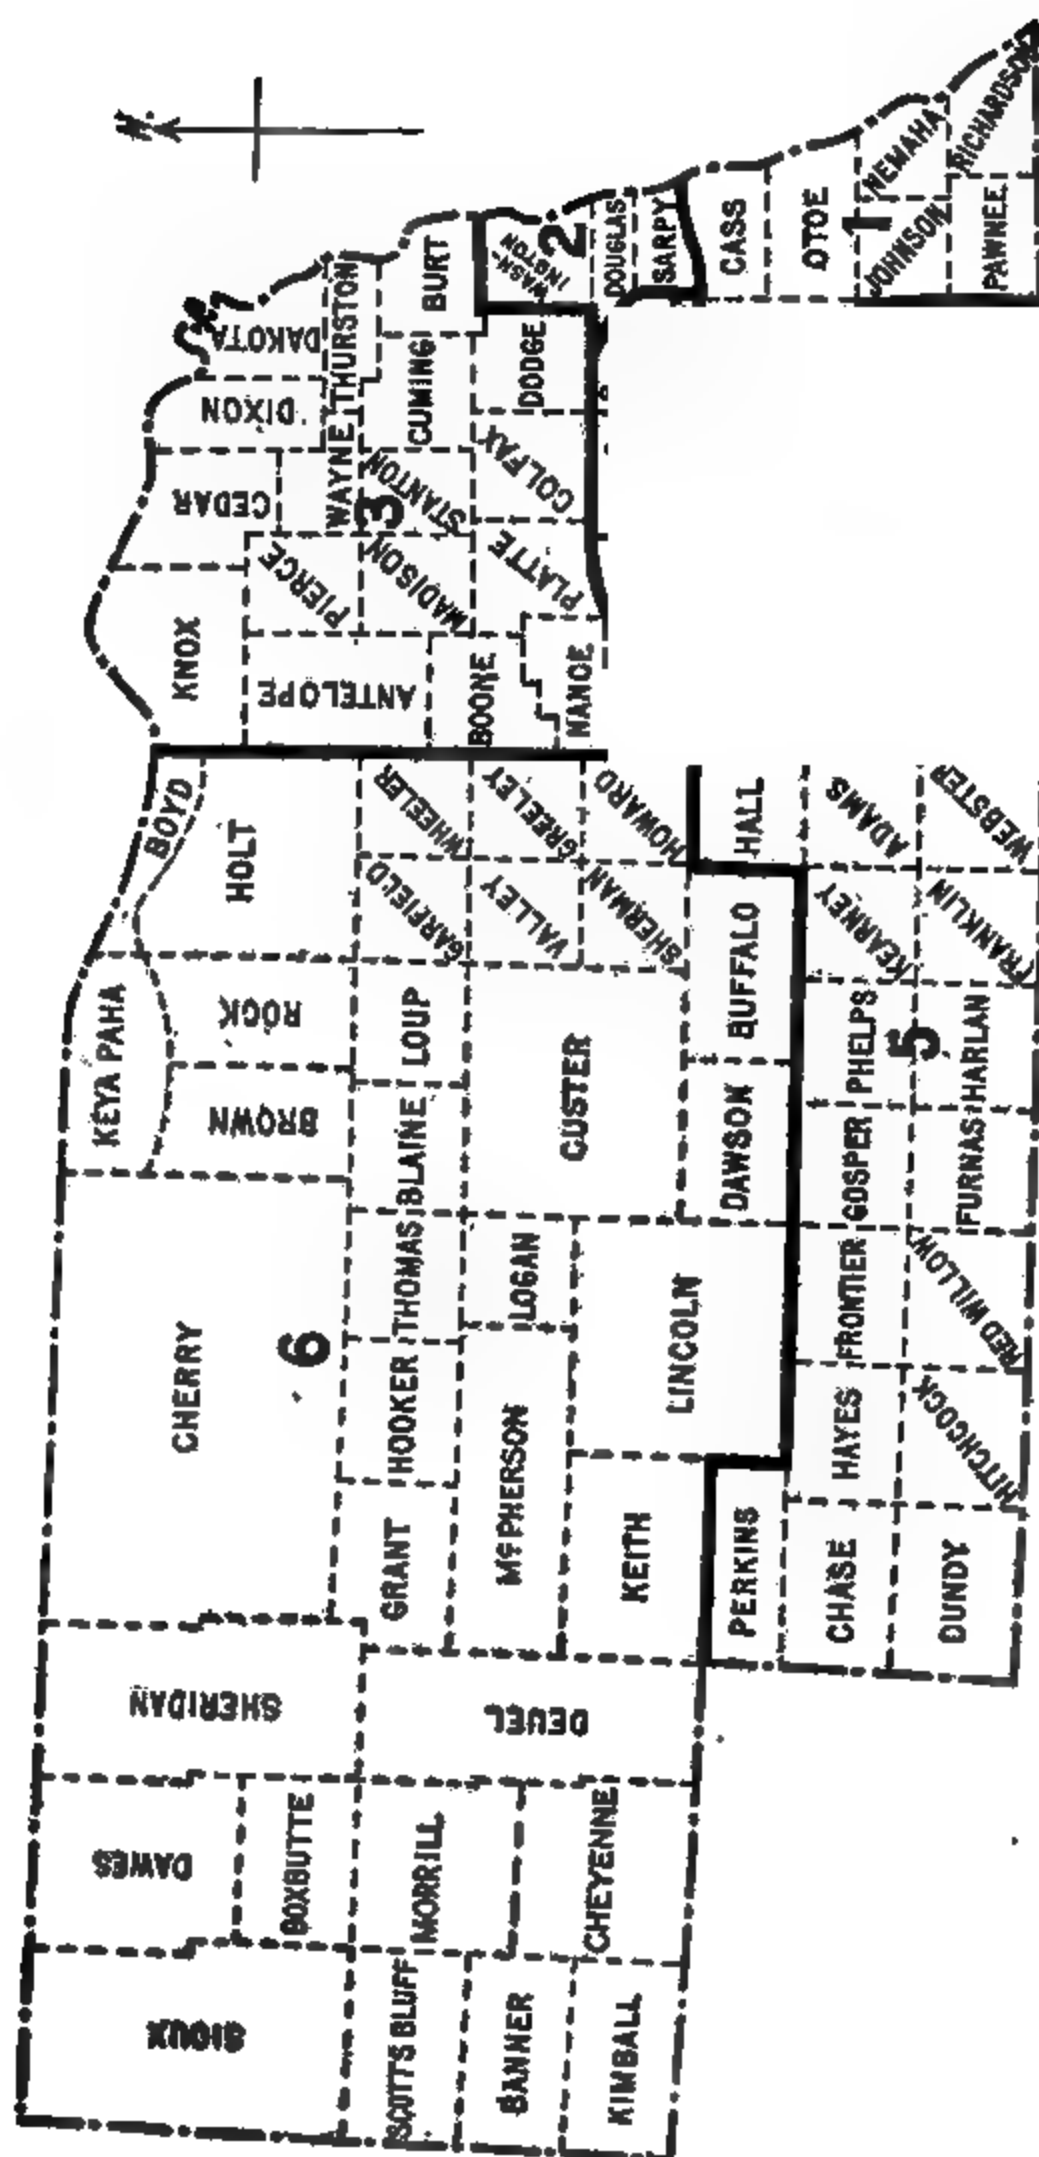 N.
SIOUX
DAWES
BOXBUTTE
SCOTTS BLUFF
BANNER
KIMBALL
MORRILL
CHEYENNE
SHERIDAN
DEUEL
CHERRY
6
GRANT
HOOKER
THOMAS
BLAINE
LOUP
McPHERSON
LOGAN
KEITH
LINCOLN
CUSTER
DAWSON
BUFFALO
KEYA PAHA
BROWN
ROCK
BOYD
HOLT
GARFIELD
WHEELER
VALLEY
GREELEY
SHERMAN
HOWARD
HALL
PERKINS
CHASE
DUNDY
HAYES
HITCHCOCK
FRONTIER
RED WILLOW
GOSPER
FURNAS
PHELPS
5
HARLAN
KEARNEY
FRANKLIN
ADAMS
WEBSTER
KNOX
ANTELOPE
BOONE
NANCE
CEDAR
PIERCE
MADISON
PLATTE
DIXON
WAYNE
3
STANTON
COLFAX
DAKOTA
THURSTON
CUMING
BURT
DODGE
WASH-
INGTON
2
DOUGLAS
SARPY
CASS
OTOE
1
JOHNSON
NEMAHA
PAWNEE
RICHARDSON